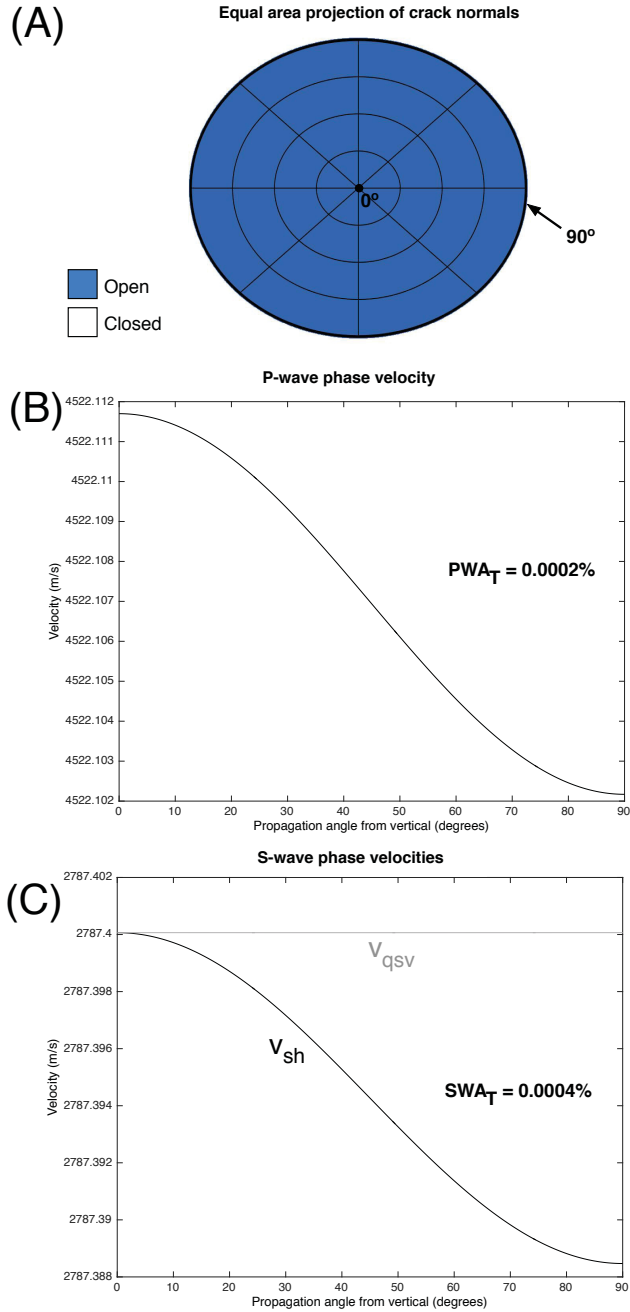 (A)
Equal area projection of crack normals
0º
90º
Open
Closed
(B)
P-wave phase velocity
4522.112
4522.111
4522.11
4522.109
4522.108
4522.107
4522.106
4522.105
4522.104
4522.103
4522.102
Velocity (m/s)
PWA_T = 0.0002%
0 10 20 30 40 50 60 70 80 90
Propagation angle from vertical (degrees)
(C)
S-wave phase velocities
2787.402
2787.4
2787.398
2787.396
2787.394
2787.392
2787.39
2787.388
Velocity (m/s)
v_qsv
v_sh
SWA_T = 0.0004%
0 10 20 30 40 50 60 70 80 90
Propagation angle from vertical (degrees)